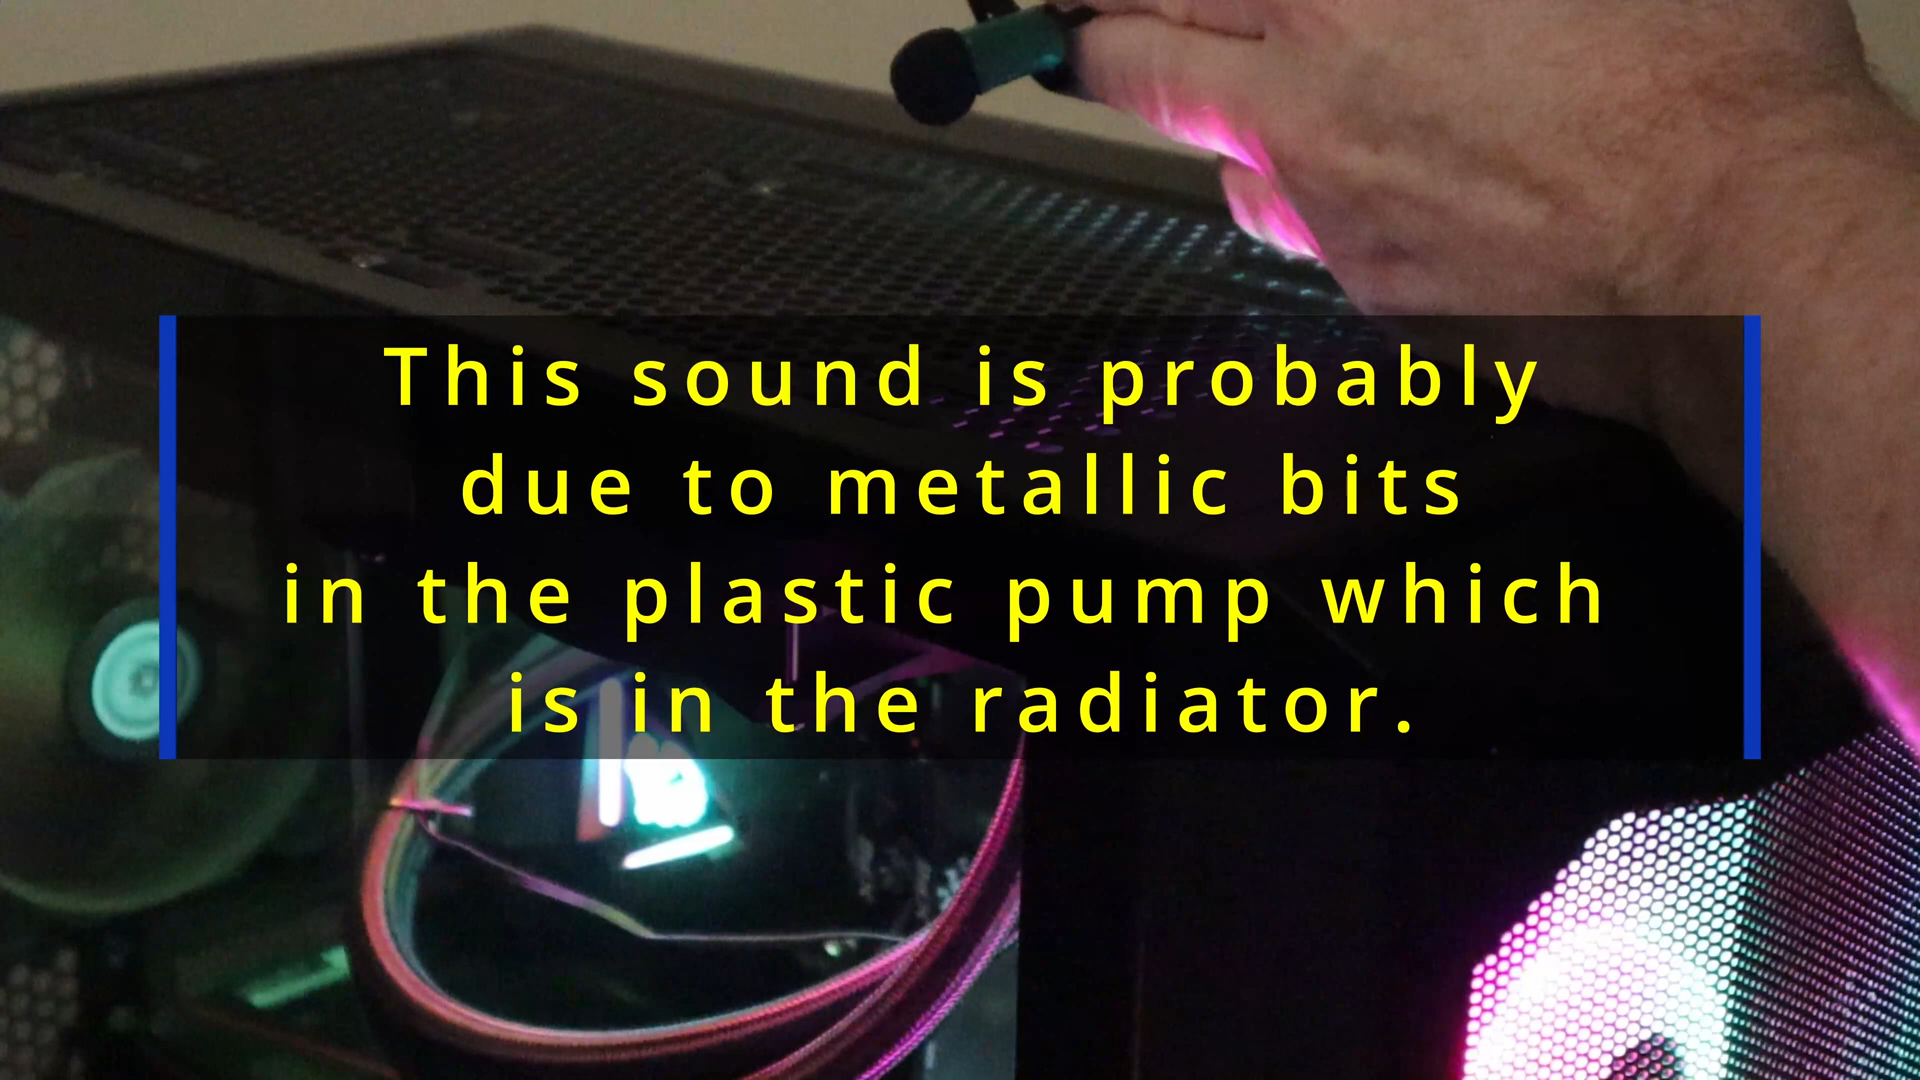 This sound is probably
due to metallic bits
in the plastic pump which
is in the radiator.